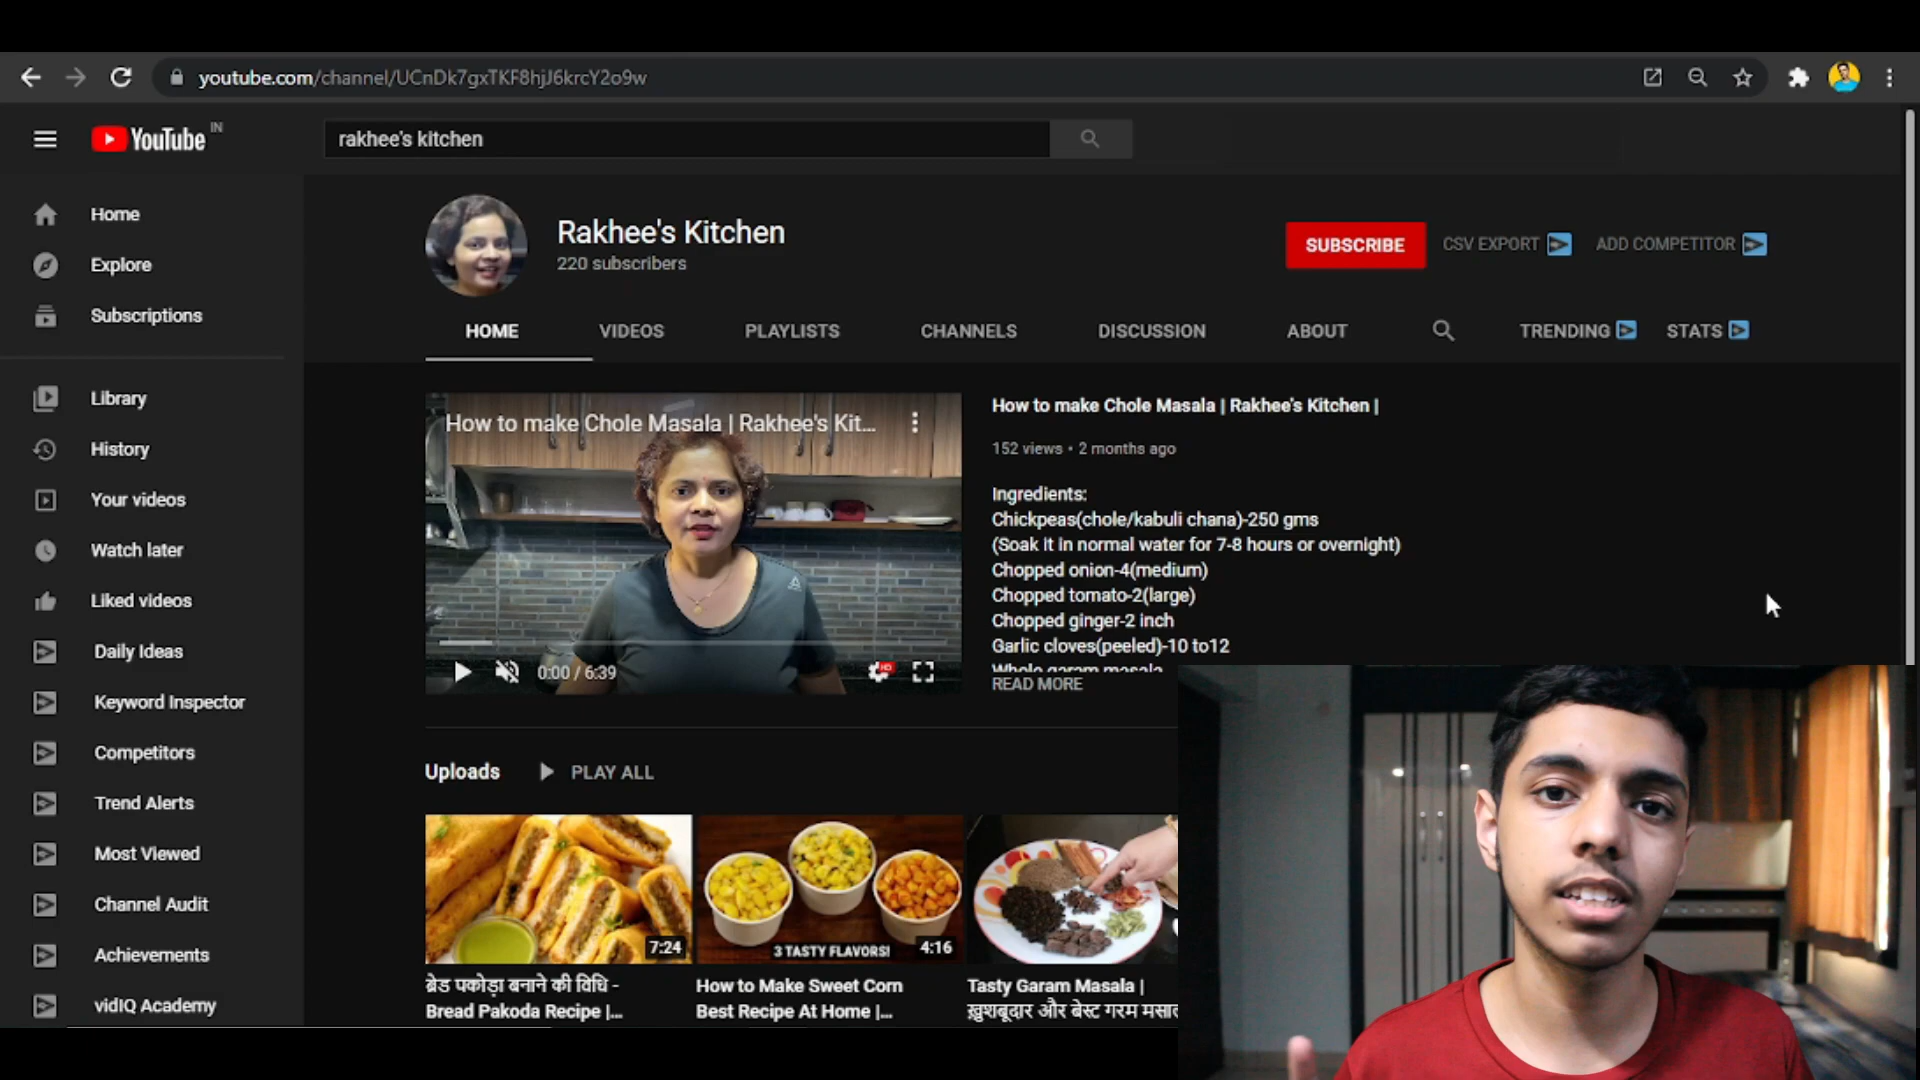 youtube.com/channel/UCnDk7gxTKF8hjJ6krcY2o9w
YouTube IN
rakhee's kitchen
Home
Explore
Subscriptions
Library
History
Your videos
Watch later
Liked videos
Daily Ideas
Keyword Inspector
Competitors
Trend Alerts
Most Viewed
Channel Audit
Achievements
vidIQ Academy
Rakhee's Kitchen
220 subscribers
SUBSCRIBE
CSV EXPORT
ADD COMPETITOR
HOME VIDEOS PLAYLISTS CHANNELS DISCUSSION ABOUT TRENDING STATS
How to make Chole Masala | Rakhee's Kit...
0:00 / 6:39
HD
How to make Chole Masala | Rakhee's Kitchen |
152 views • 2 months ago
Ingredients:
Chickpeas(chole/kabuli chana)-250 gms
(Soak it in normal water for 7-8 hours or overnight)
Chopped onion-4(medium)
Chopped tomato-2(large)
Chopped ginger-2 inch
Garlic cloves(peeled)-10 to12
Whole garam masala
READ MORE
Uploads PLAY ALL
7:24
ब्रेड पकोड़ा बनाने की विधि -
Bread Pakoda Recipe |...
3 TASTY FLAVORS!
4:16
How to Make Sweet Corn
Best Recipe At Home |...
Tasty Garam Masala |
ख़ुशबूदार और बेस्ट गरम